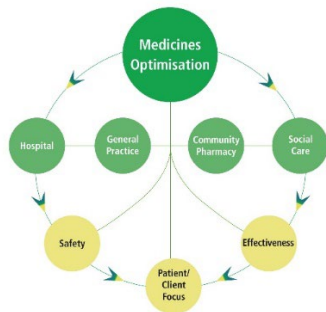 Medicines
Optimisation
Hospital
General
Practice
Community
Pharmacy
Social
Care
Safety
Effectiveness
Patient/
Client
Focus